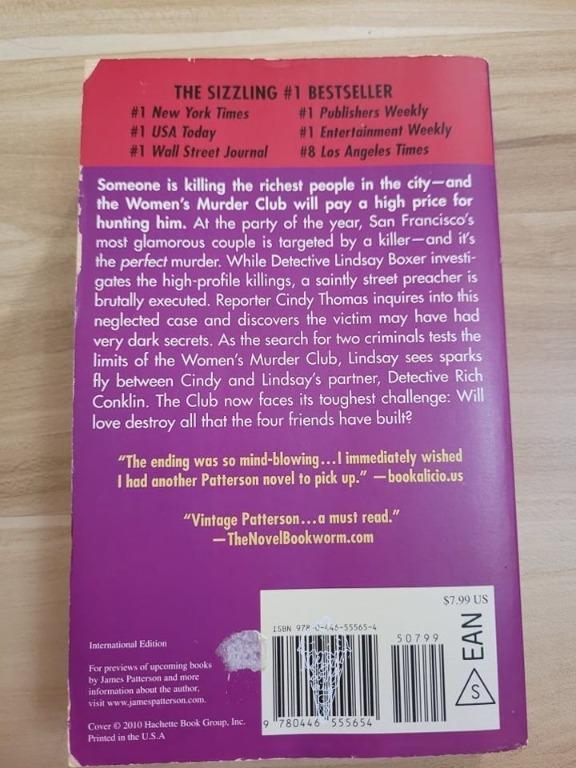 THE SIZZLING #1 BESTSELLER
#1 New York Times #1 Publishers Weekly
#1 USA Today #1 Entertainment Weekly
#1 Wall Street Journal #8 Los Angeles Times
Someone is killing the richest people in the city—and
the Women's Murder Club will pay a high price for
hunting him. At the party of the year, San Francisco's
most glamorous couple is targeted by a killer—and it's
the perfect murder. While Detective Lindsay Boxer investi-
gates the high-profile killings, a saintly street preacher is
brutally executed. Reporter Cindy Thomas inquires into this
neglected case and discovers the victim may have had
very dark secrets. As the search for two criminals tests the
limits of the Women's Murder Club, Lindsay sees sparks
fly between Cindy and Lindsay's partner, Detective Rich
Conklin. The Club now faces its toughest challenge: Will
love destroy all that the four friends have built?
"The ending was so mind-blowing...I immediately wished
I had another Patterson novel to pick up." —bookalicio.us
"Vintage Patterson...a must read."
—TheNovelBookworm.com
$7.99 US
ISBN 978-0-446-55565-4
50799
EAN
S
9 780446 555654
International Edition
For previews of upcoming books
by James Patterson and more
information about the author,
visit www.jamespatterson.com.
Cover © 2010 Hachette Book Group, Inc.
Printed in the U.S.A